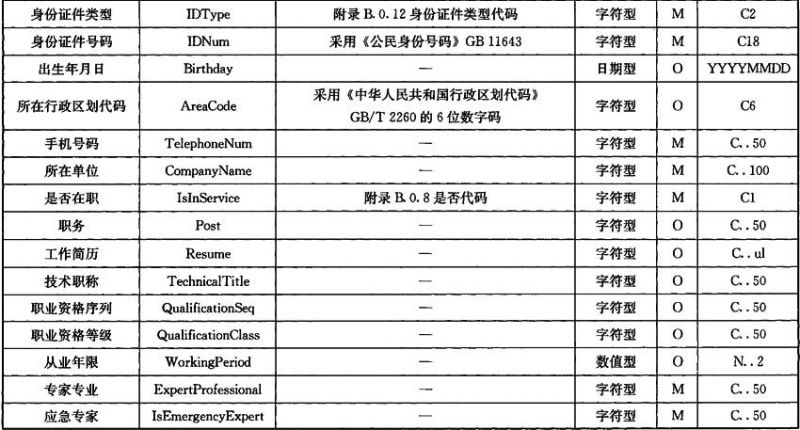 身份证件类型 IDType 附录 B.0.12 身份证件类型代码 字符型 M C2
身份证件号码 IDNum 采用《公民身份号码》GB 11643 字符型 M C18
出生年月日 Birthday — 日期型 O YYYYMMDD
所在行政区划代码 AreaCode 采用《中华人民共和国行政区划代码》 字符型 O C6
GB/T 2260 的 6 位数字码
手机号码 TelephoneNum — 字符型 M C..50
所在单位 CompanyName — 字符型 M C..100
是否在职 IsInService 附录 B.0.8 是否代码 字符型 M C1
职务 Post — 字符型 O C..50
工作简历 Resume — 字符型 O C..ul
技术职称 TechnicalTitle — 字符型 O C..50
职业资格序列 QualificationSeq — 字符型 O C..50
职业资格等级 QualificationClass — 字符型 O C..50
从业年限 WorkingPeriod — 数值型 O N..2
专家专业 ExpertProfessional — 字符型 M C..50
应急专家 IsEmergencyExpert — 字符型 M C..50